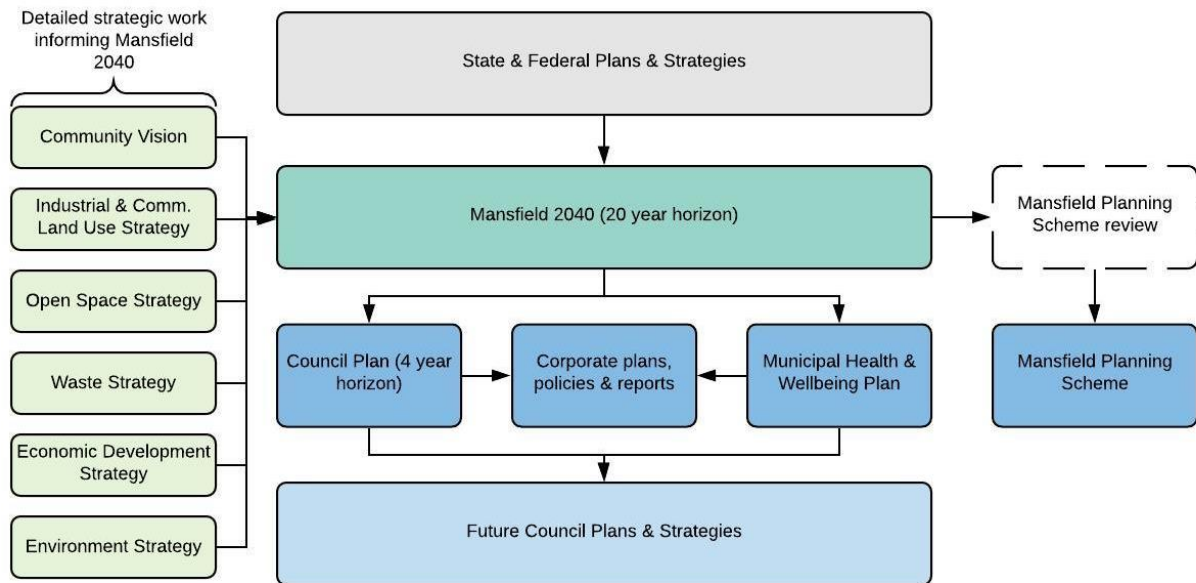 Detailed strategic work
informing Mansfield
2040
State & Federal Plans & Strategies
Community Vision
Industrial & Comm.
Land Use Strategy
Open Space Strategy
Waste Strategy
Economic Development
Strategy
Environment Strategy
Mansfield 2040 (20 year horizon)
Mansfield Planning
Scheme review
Council Plan (4 year
horizon)
Corporate plans,
policies & reports
Municipal Health &
Wellbeing Plan
Mansfield Planning
Scheme
Future Council Plans & Strategies